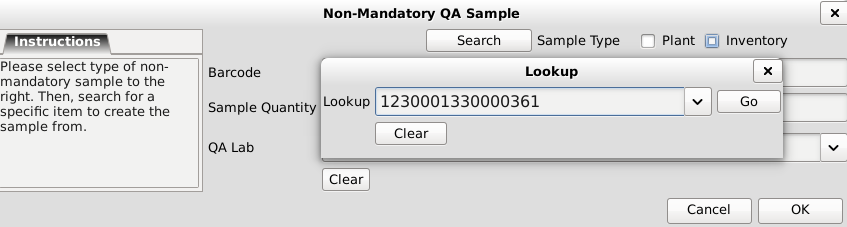 Non-Mandatory QA Sample
Instructions
Please select type of non-
mandatory sample to the
right. Then, search for a
specific item to create the
sample from.
Search
Sample Type
Plant
Inventory
Barcode
Sample Quantity
QA Lab
Lookup
Lookup
1230001330000361
Go
Clear
Clear
Cancel
OK